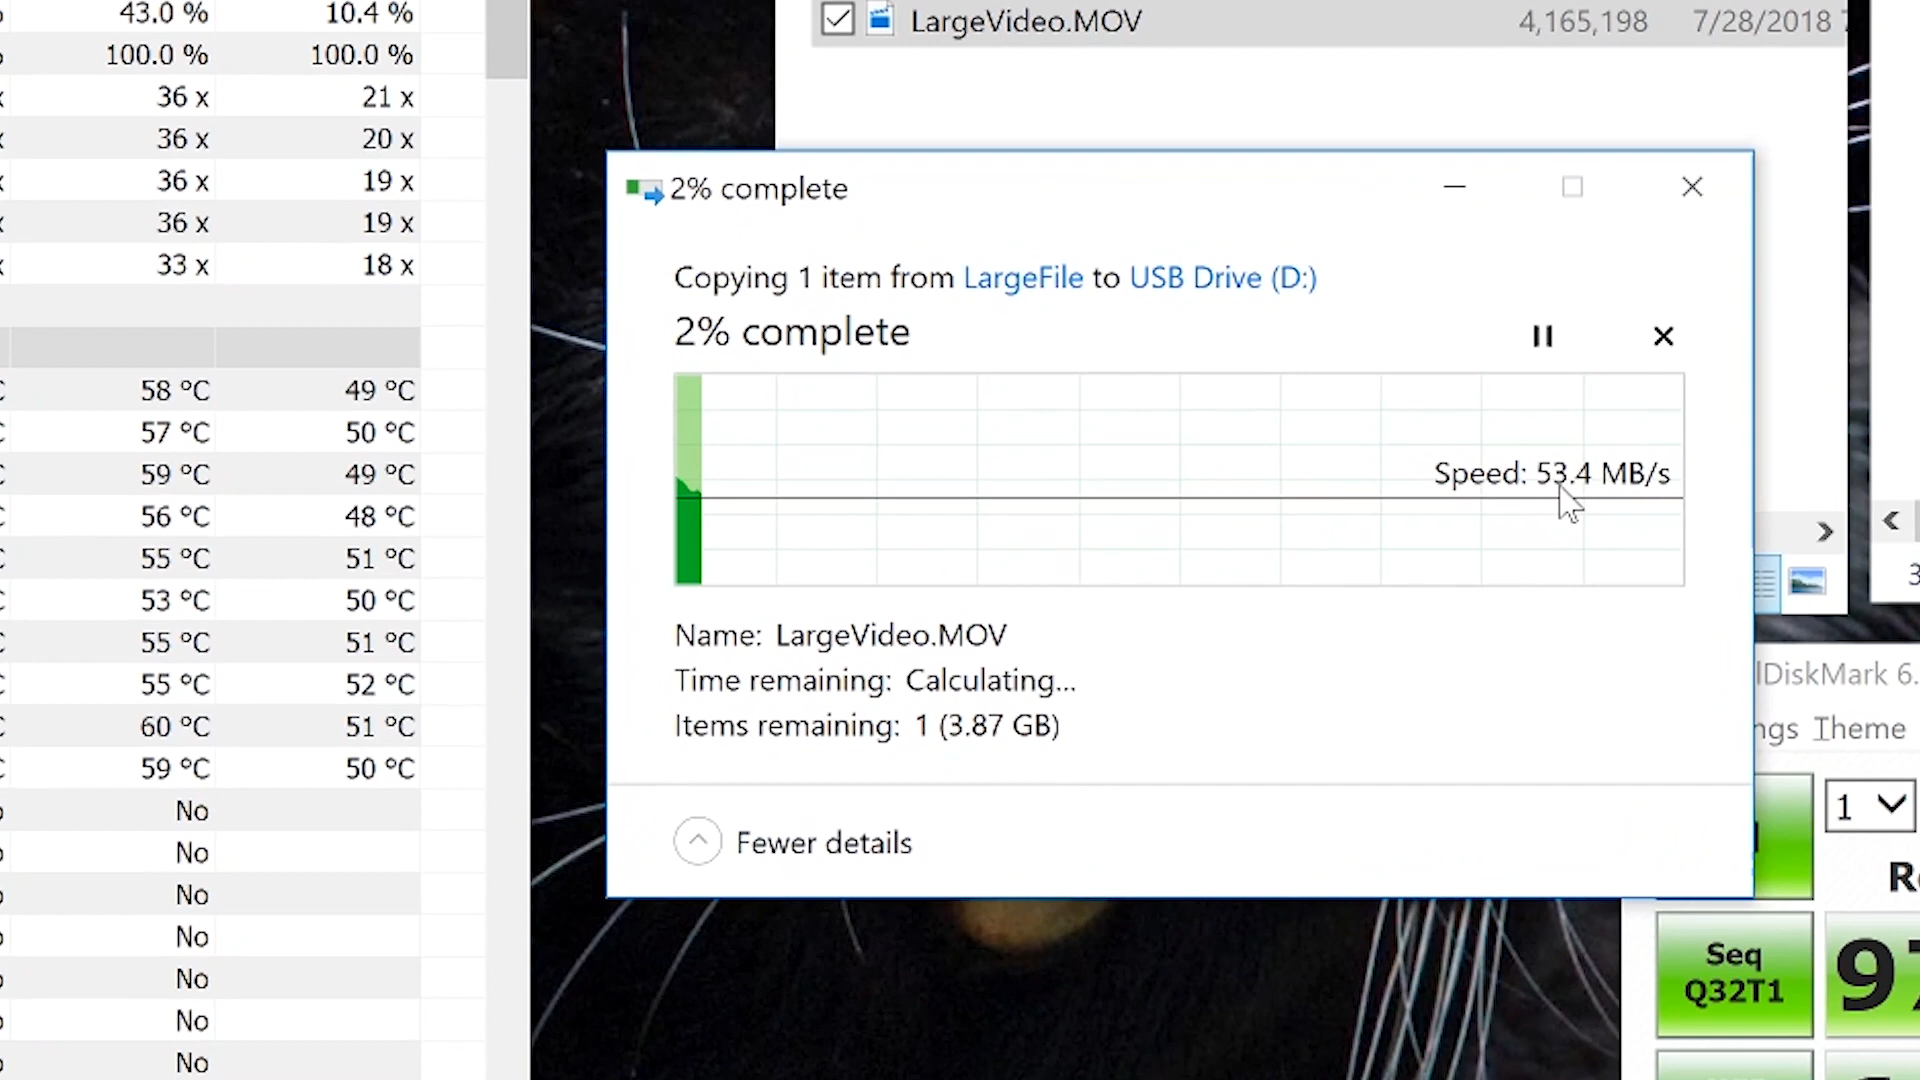 43.0 % 10.4 %
100.0 % 100.0 %
36 x 21 x
36 x 20 x
36 x 19 x
36 x 19 x
33 x 18 x
58 °C 49 °C
57 °C 50 °C
59 °C 49 °C
56 °C 48 °C
55 °C 51 °C
53 °C 50 °C
55 °C 51 °C
55 °C 52 °C
60 °C 51 °C
59 °C 50 °C
No
No
No
No
No
No
No
LargeVideo.MOV 4,165,198 7/28/2018
2% complete
Copying 1 item from LargeFile to USB Drive (D:)
2% complete
Speed: 53.4 MB/s
Name: LargeVideo.MOV
Time remaining: Calculating...
Items remaining: 1 (3.87 GB)
Fewer details
lDiskMark 6.
ngs Theme
1
Seq
Q32T1
97